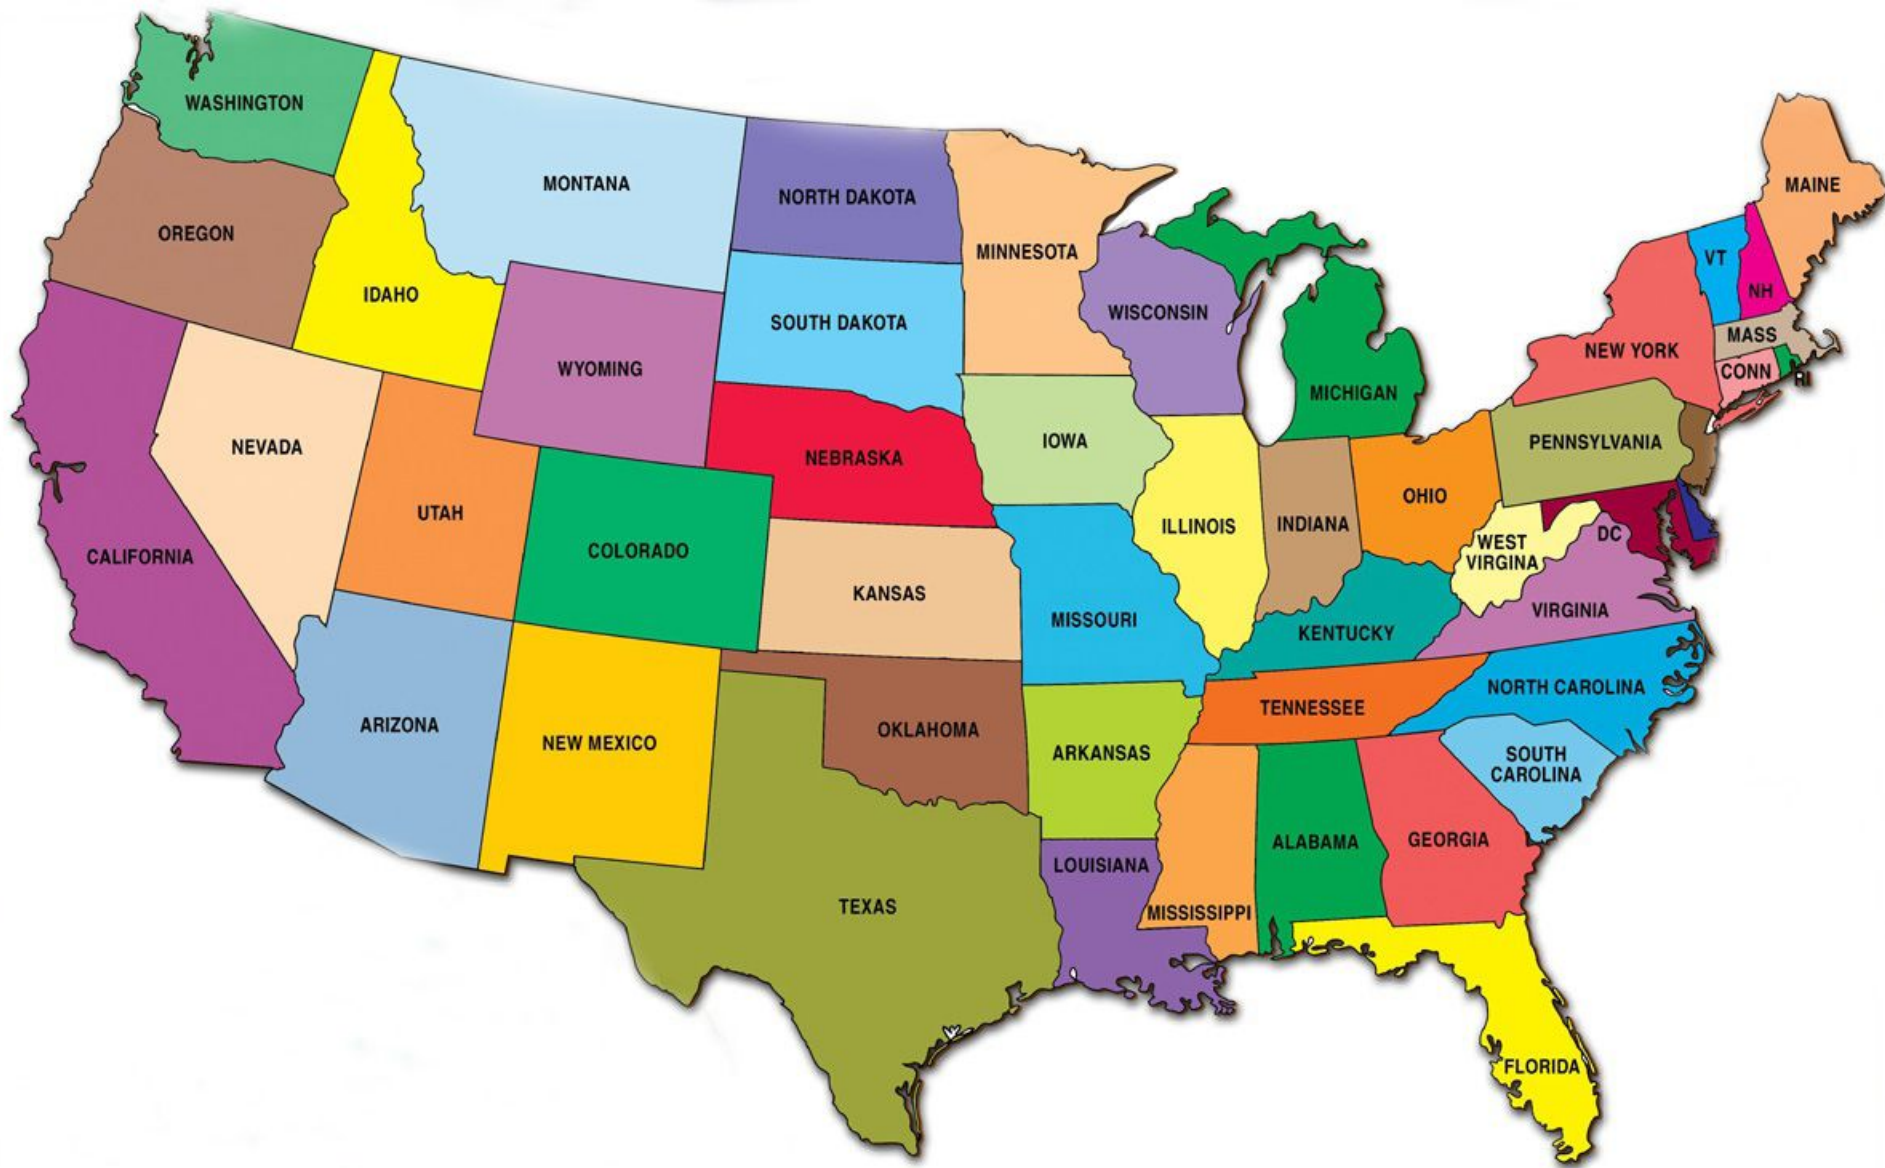 WASHINGTON
MONTANA
NORTH DAKOTA
MAINE
OREGON
MINNESOTA
VT
NH
IDAHO
WISCONSIN
SOUTH DAKOTA
MASS
NEW YORK
CONN
RI
WYOMING
MICHIGAN
NEVADA
NEBRASKA
IOWA
PENNSYLVANIA
OHIO
UTAH
ILLINOIS
INDIANA
DC
WEST
VIRGINA
COLORADO
CALIFORNIA
KANSAS
VIRGINIA
MISSOURI
KENTUCKY
NORTH CAROLINA
TENNESSEE
ARIZONA
NEW MEXICO
OKLAHOMA
ARKANSAS
SOUTH
CAROLINA
ALABAMA
GEORGIA
LOUISIANA
TEXAS
MISSISSIPPI
FLORIDA